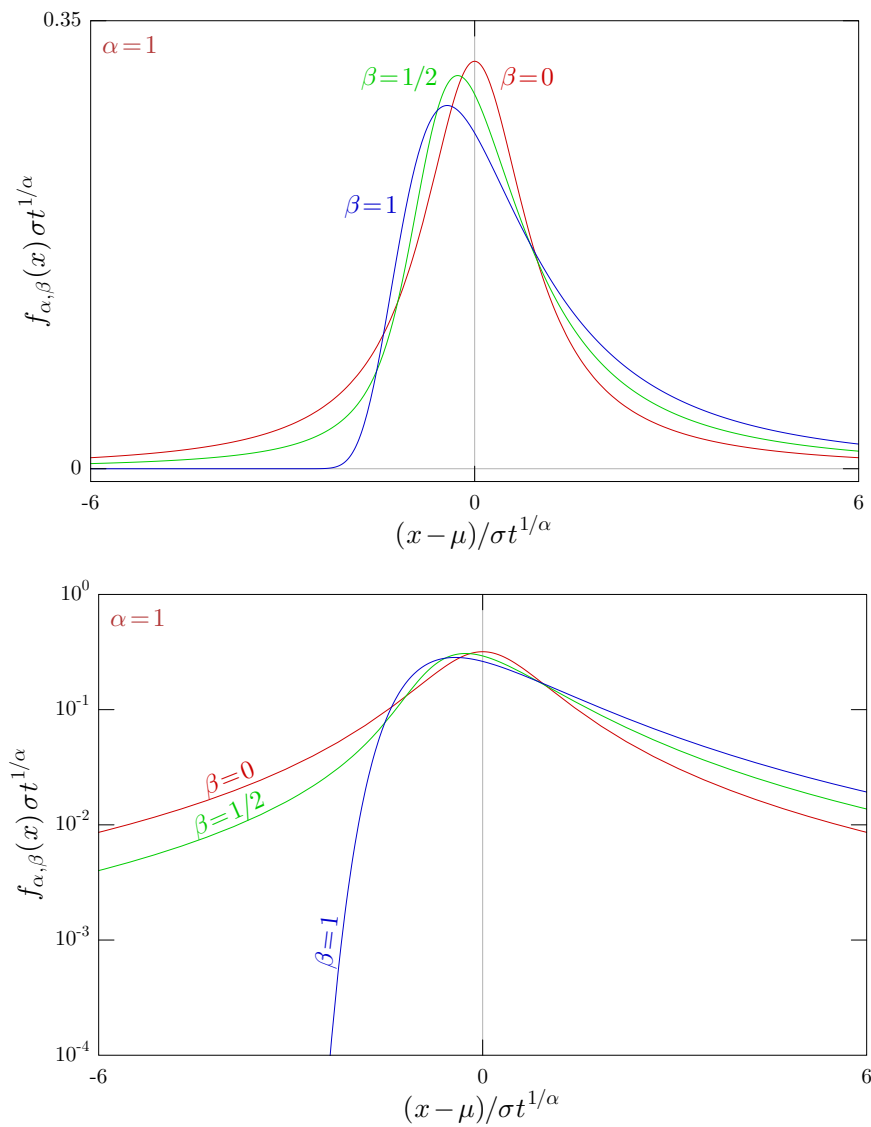 0.35
α=1
β=1/2
β=0
β=1
f_{α,β}(x) σt^{1/α}
0
-6
0
6
(x−μ)/σt^{1/α}
10^0
α=1
10^{-1}
β=0
β=1/2
10^{-2}
f_{α,β}(x) σt^{1/α}
β=1
10^{-3}
10^{-4}
-6
0
6
(x−μ)/σt^{1/α}